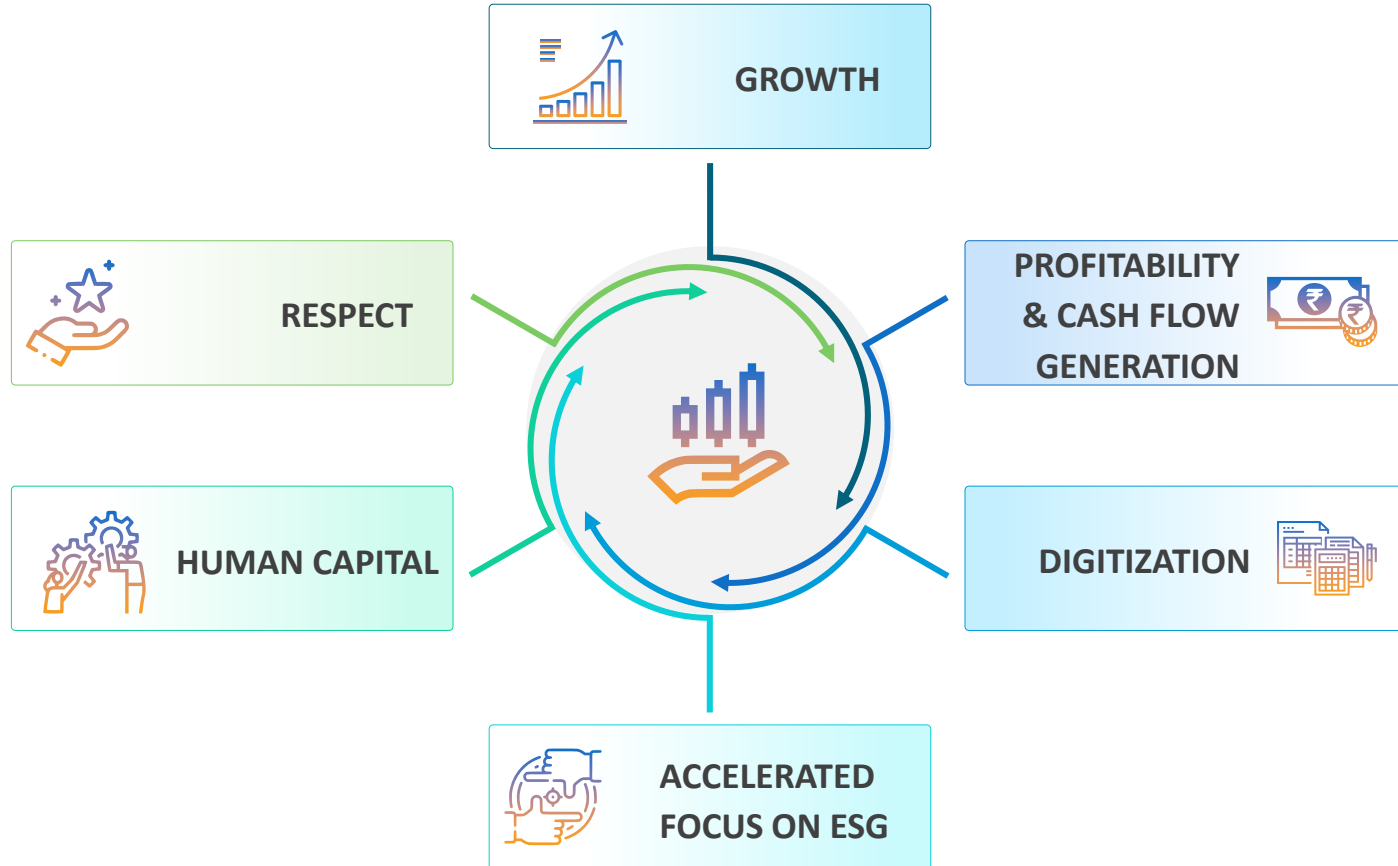 GROWTH
RESPECT
PROFITABILITY
& CASH FLOW
GENERATION
₹
₹
HUMAN CAPITAL
DIGITIZATION
ACCELERATED
FOCUS ON ESG